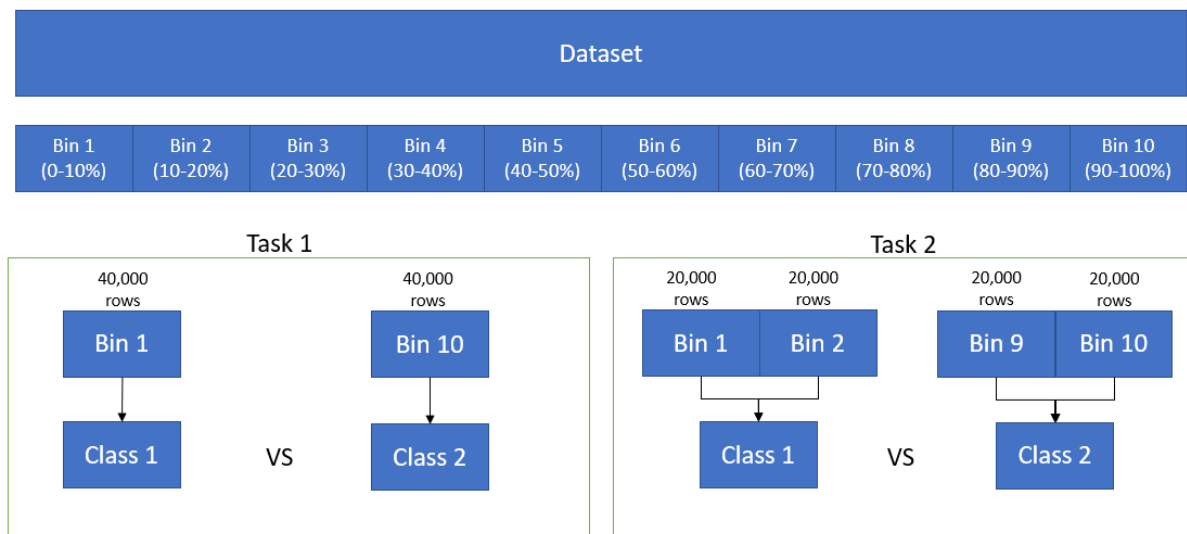 Dataset
Bin 1 Bin 2 Bin 3 Bin 4 Bin 5 Bin 6 Bin 7 Bin 8 Bin 9 Bin 10
(0-10%) (10-20%) (20-30%) (30-40%) (40-50%) (50-60%) (60-70%) (70-80%) (80-90%) (90-100%)
Task 1
40,000 40,000
rows rows
Bin 1 Bin 10
Class 1 VS Class 2
Task 2
20,000 20,000 20,000 20,000
rows rows rows rows
Bin 1 Bin 2 Bin 9 Bin 10
Class 1 VS Class 2